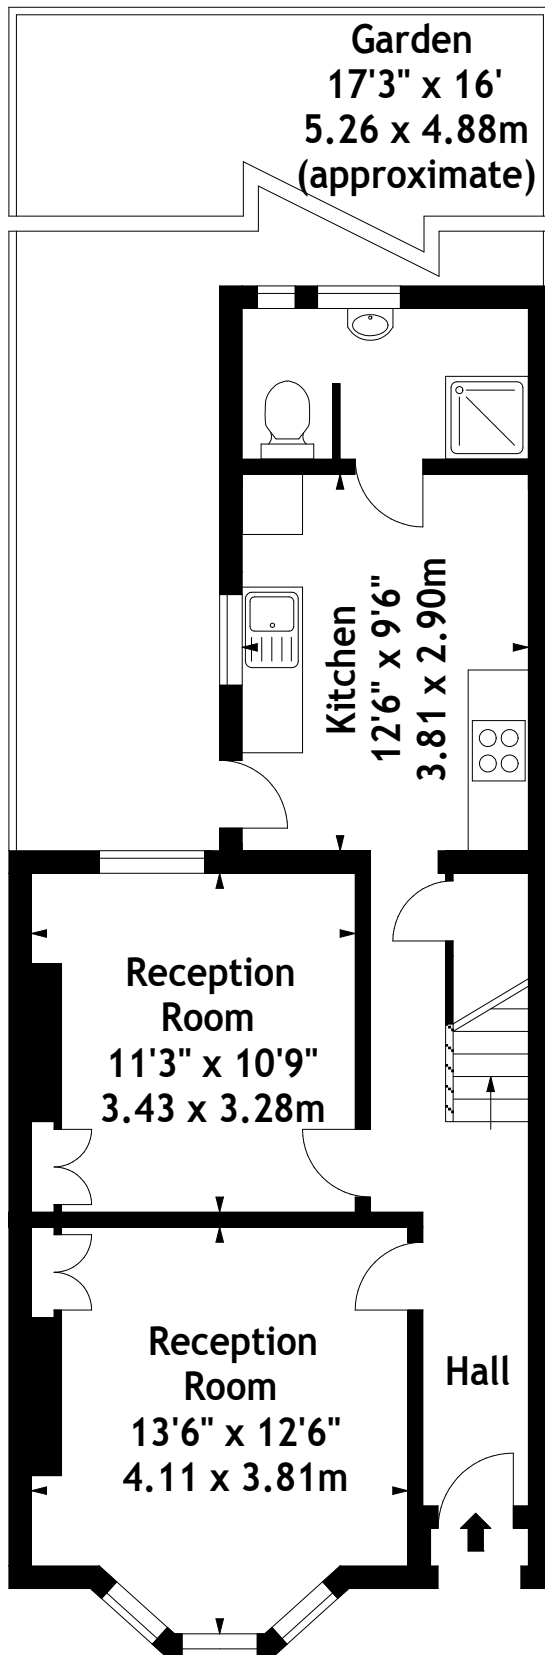 Garden
17'3" x 16'
5.26 x 4.88m
(approximate)
Kitchen
12'6" x 9'6"
3.81 x 2.90m
Reception
Room
11'3" x 10'9"
3.43 x 3.28m
Reception
Room
13'6" x 12'6"
4.11 x 3.81m
Hall